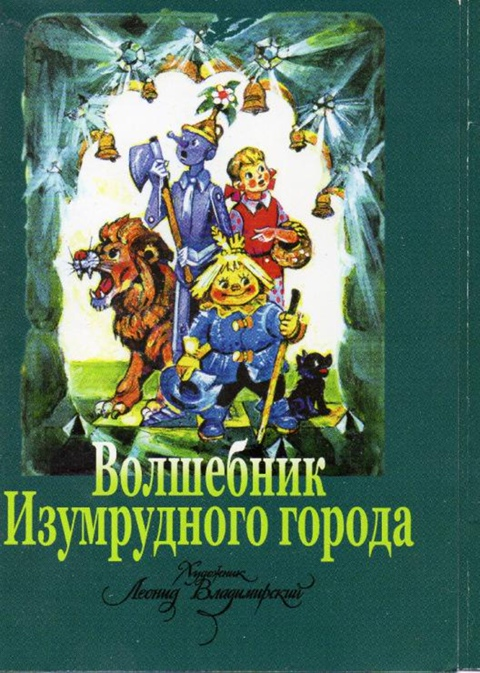 Волшебник
Изумрудного города
Художник
Леонид Владимирский